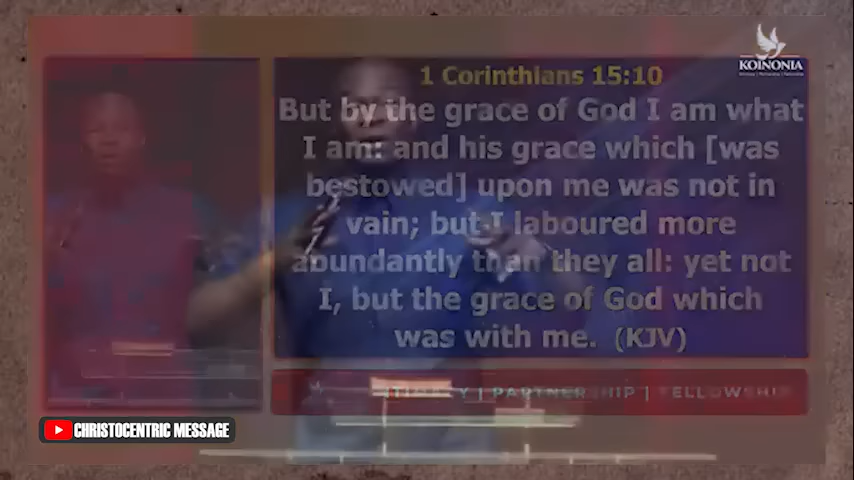 1 Corinthians 15:10
KOINONIA
But by the grace of God I am what
I am: and his grace which [was
bestowed] upon me was not in
vain; but I laboured more
abundantly than they all: yet not
I, but the grace of God which
was with me. (KJV)
| PARTNERSHIP | FELLOWSHIP
CHRISTOCENTRIC MESSAGE